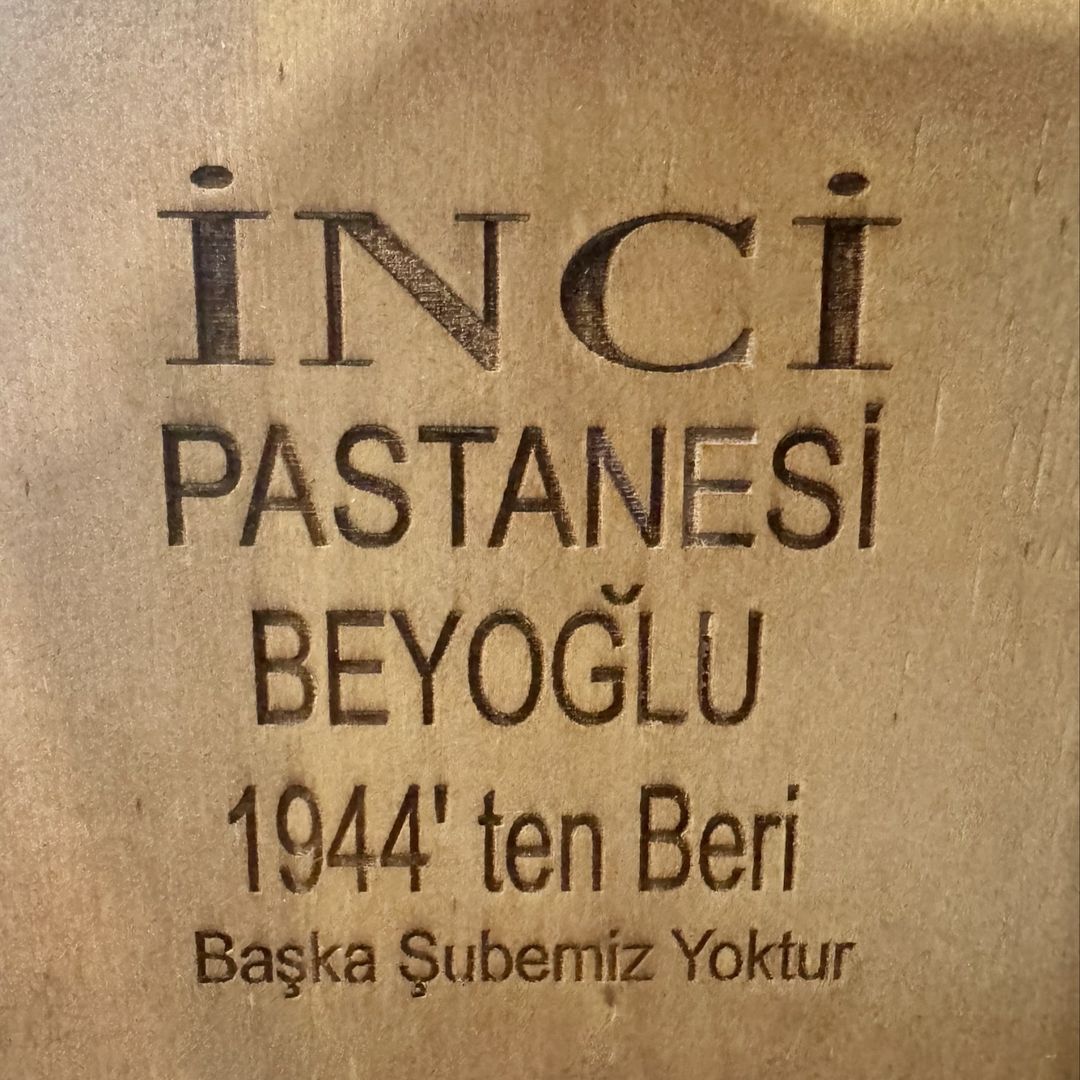 İNCİ
PASTANESİ
BEYOĞLU
1944' ten Beri
Başka Şubemiz Yoktur